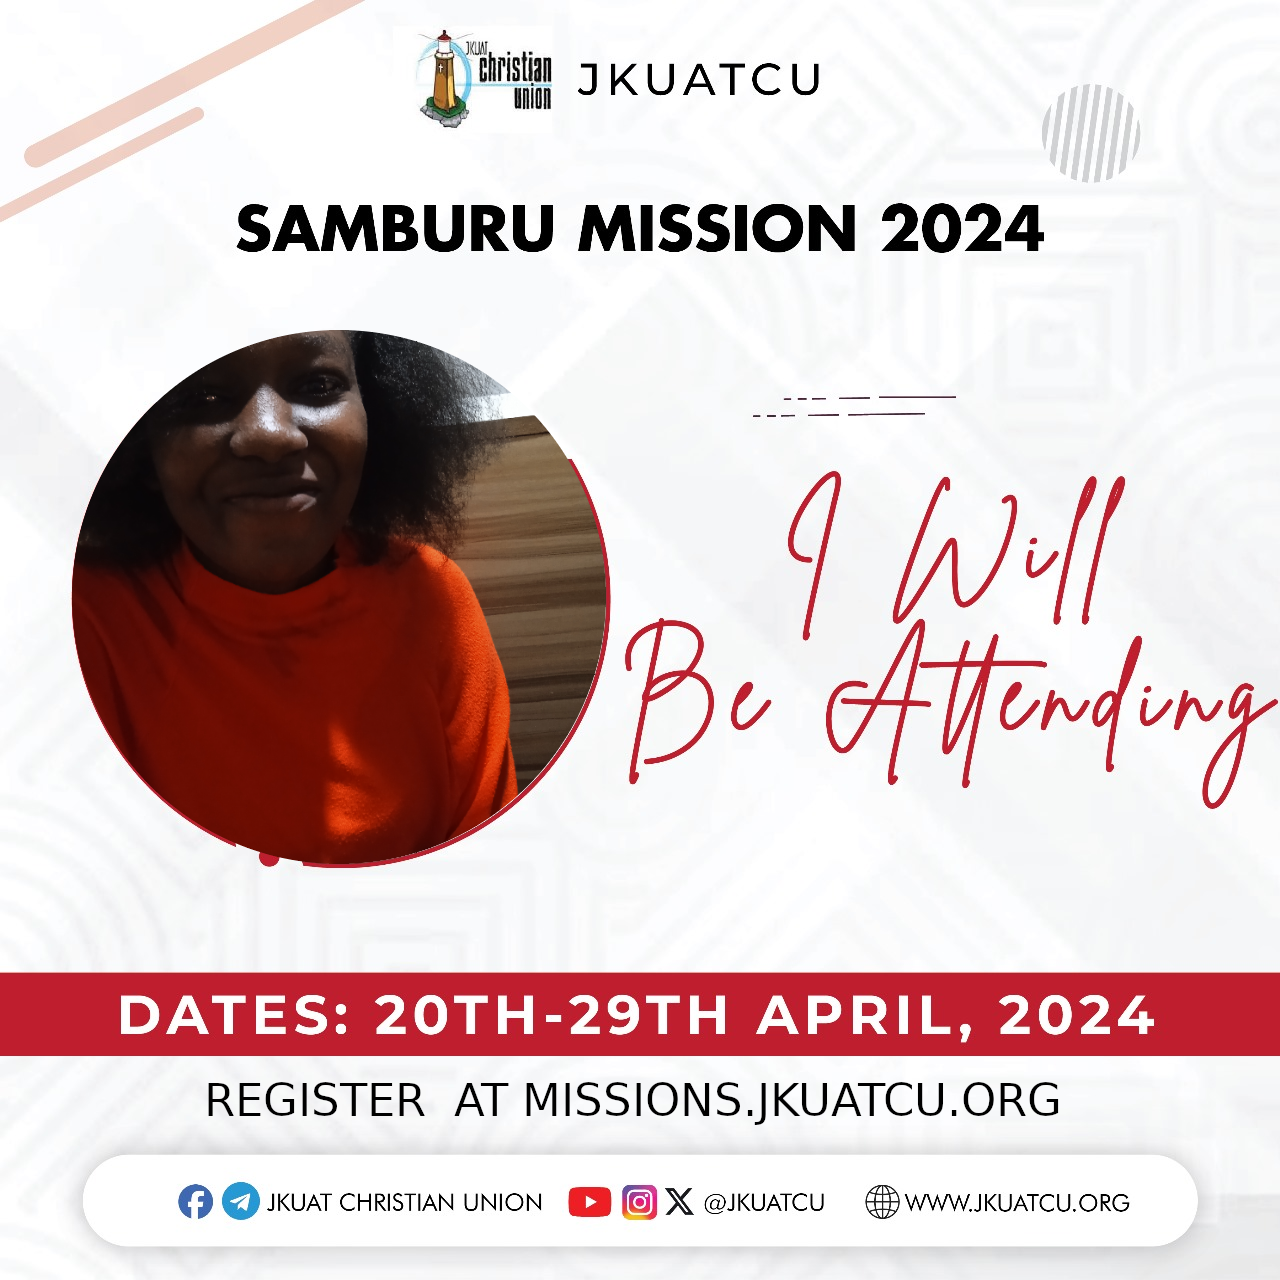 JKUAT
christian
union
JKUATCU
SAMBURU MISSION 2024
I Will
Be Attending
DATES: 20TH-29TH APRIL, 2024
REGISTER  AT MISSIONS.JKUATCU.ORG
JKUAT CHRISTIAN UNION @JKUATCU WWW.JKUATCU.ORG